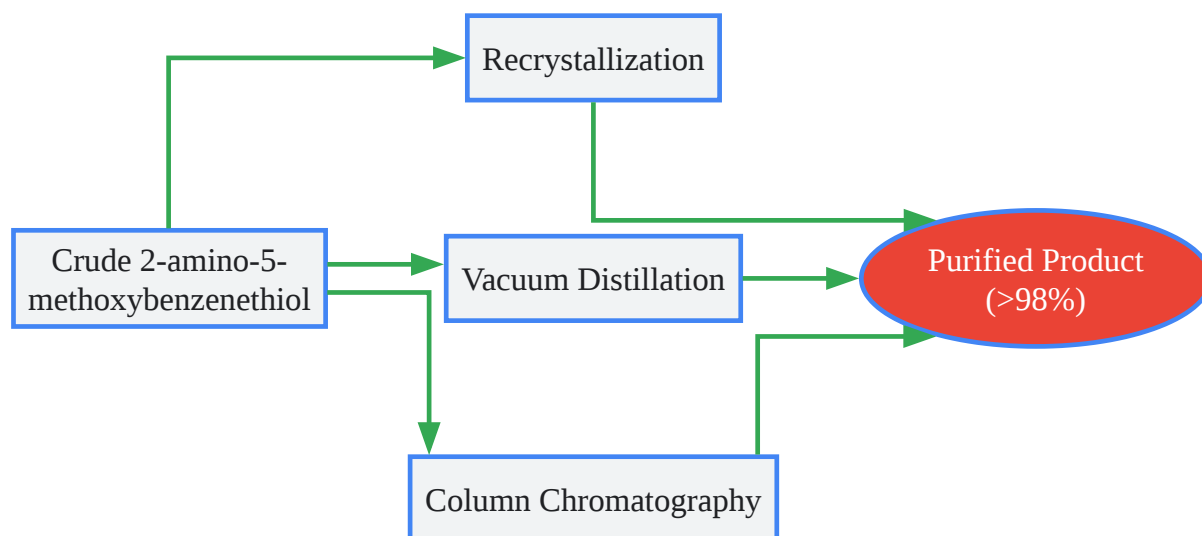 Recrystallization
Crude 2-amino-5-
methoxybenzenethiol
Vacuum Distillation
Purified Product
(>98%)
Column Chromatography